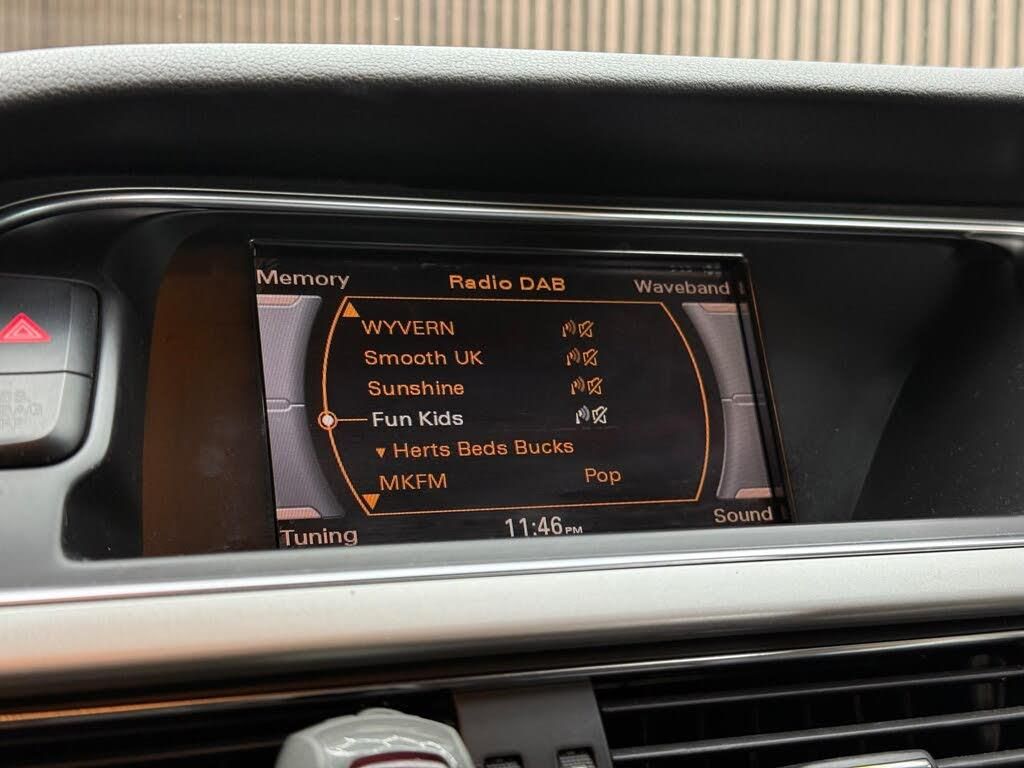 Memory Radio DAB Waveband
WYVERN
Smooth UK
Sunshine
Fun Kids
Herts Beds Bucks
MKFM Pop
Tuning 11:46 PM Sound